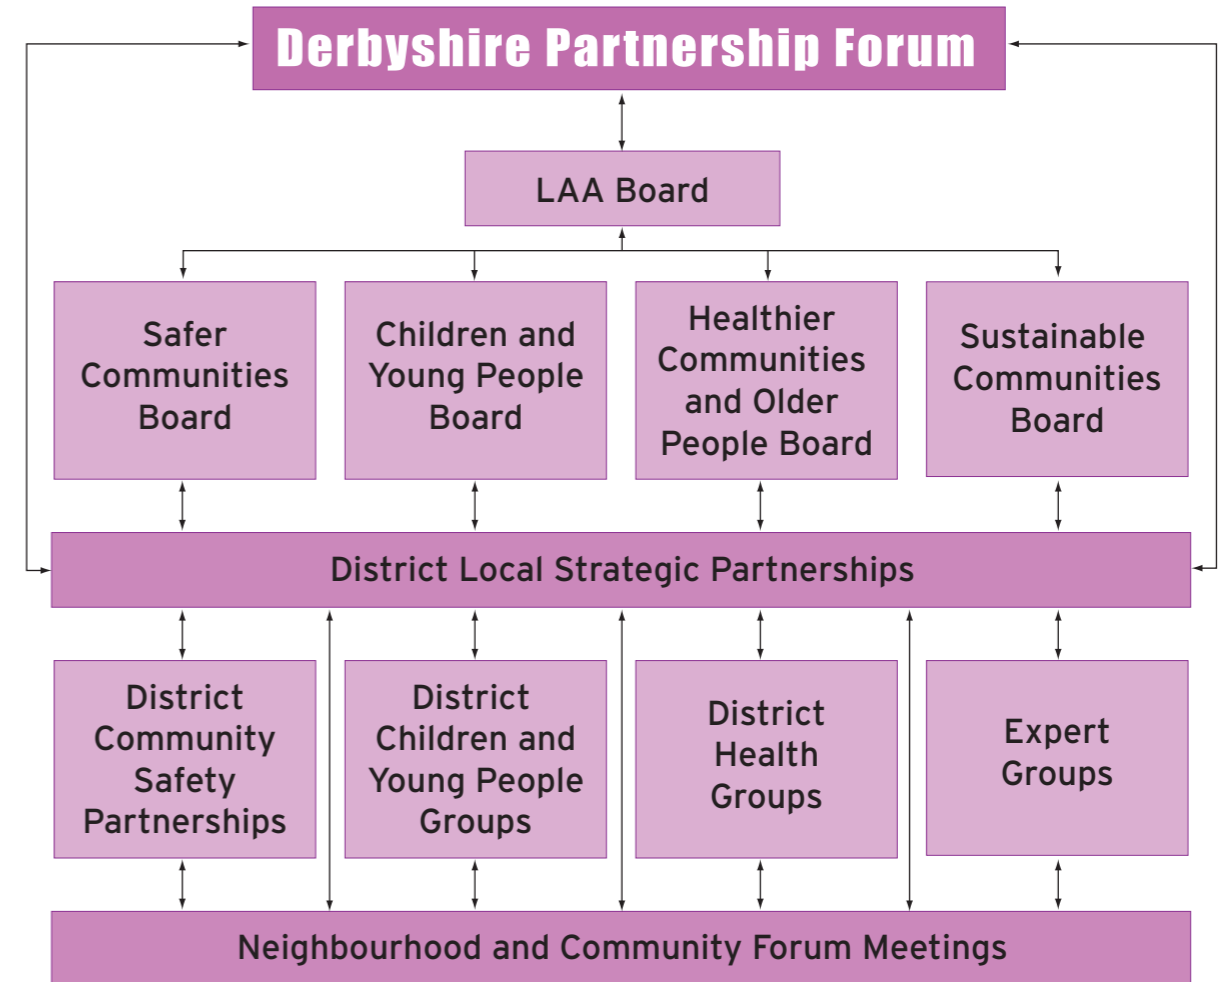 Derbyshire Partnership Forum
LAA Board
Safer
Communities
Board
Children and
Young People
Board
Healthier
Communities
and Older
People Board
Sustainable
Communities
Board
District Local Strategic Partnerships
District
Community
Safety
Partnerships
District
Children and
Young People
Groups
District
Health
Groups
Expert
Groups
Neighbourhood and Community Forum Meetings